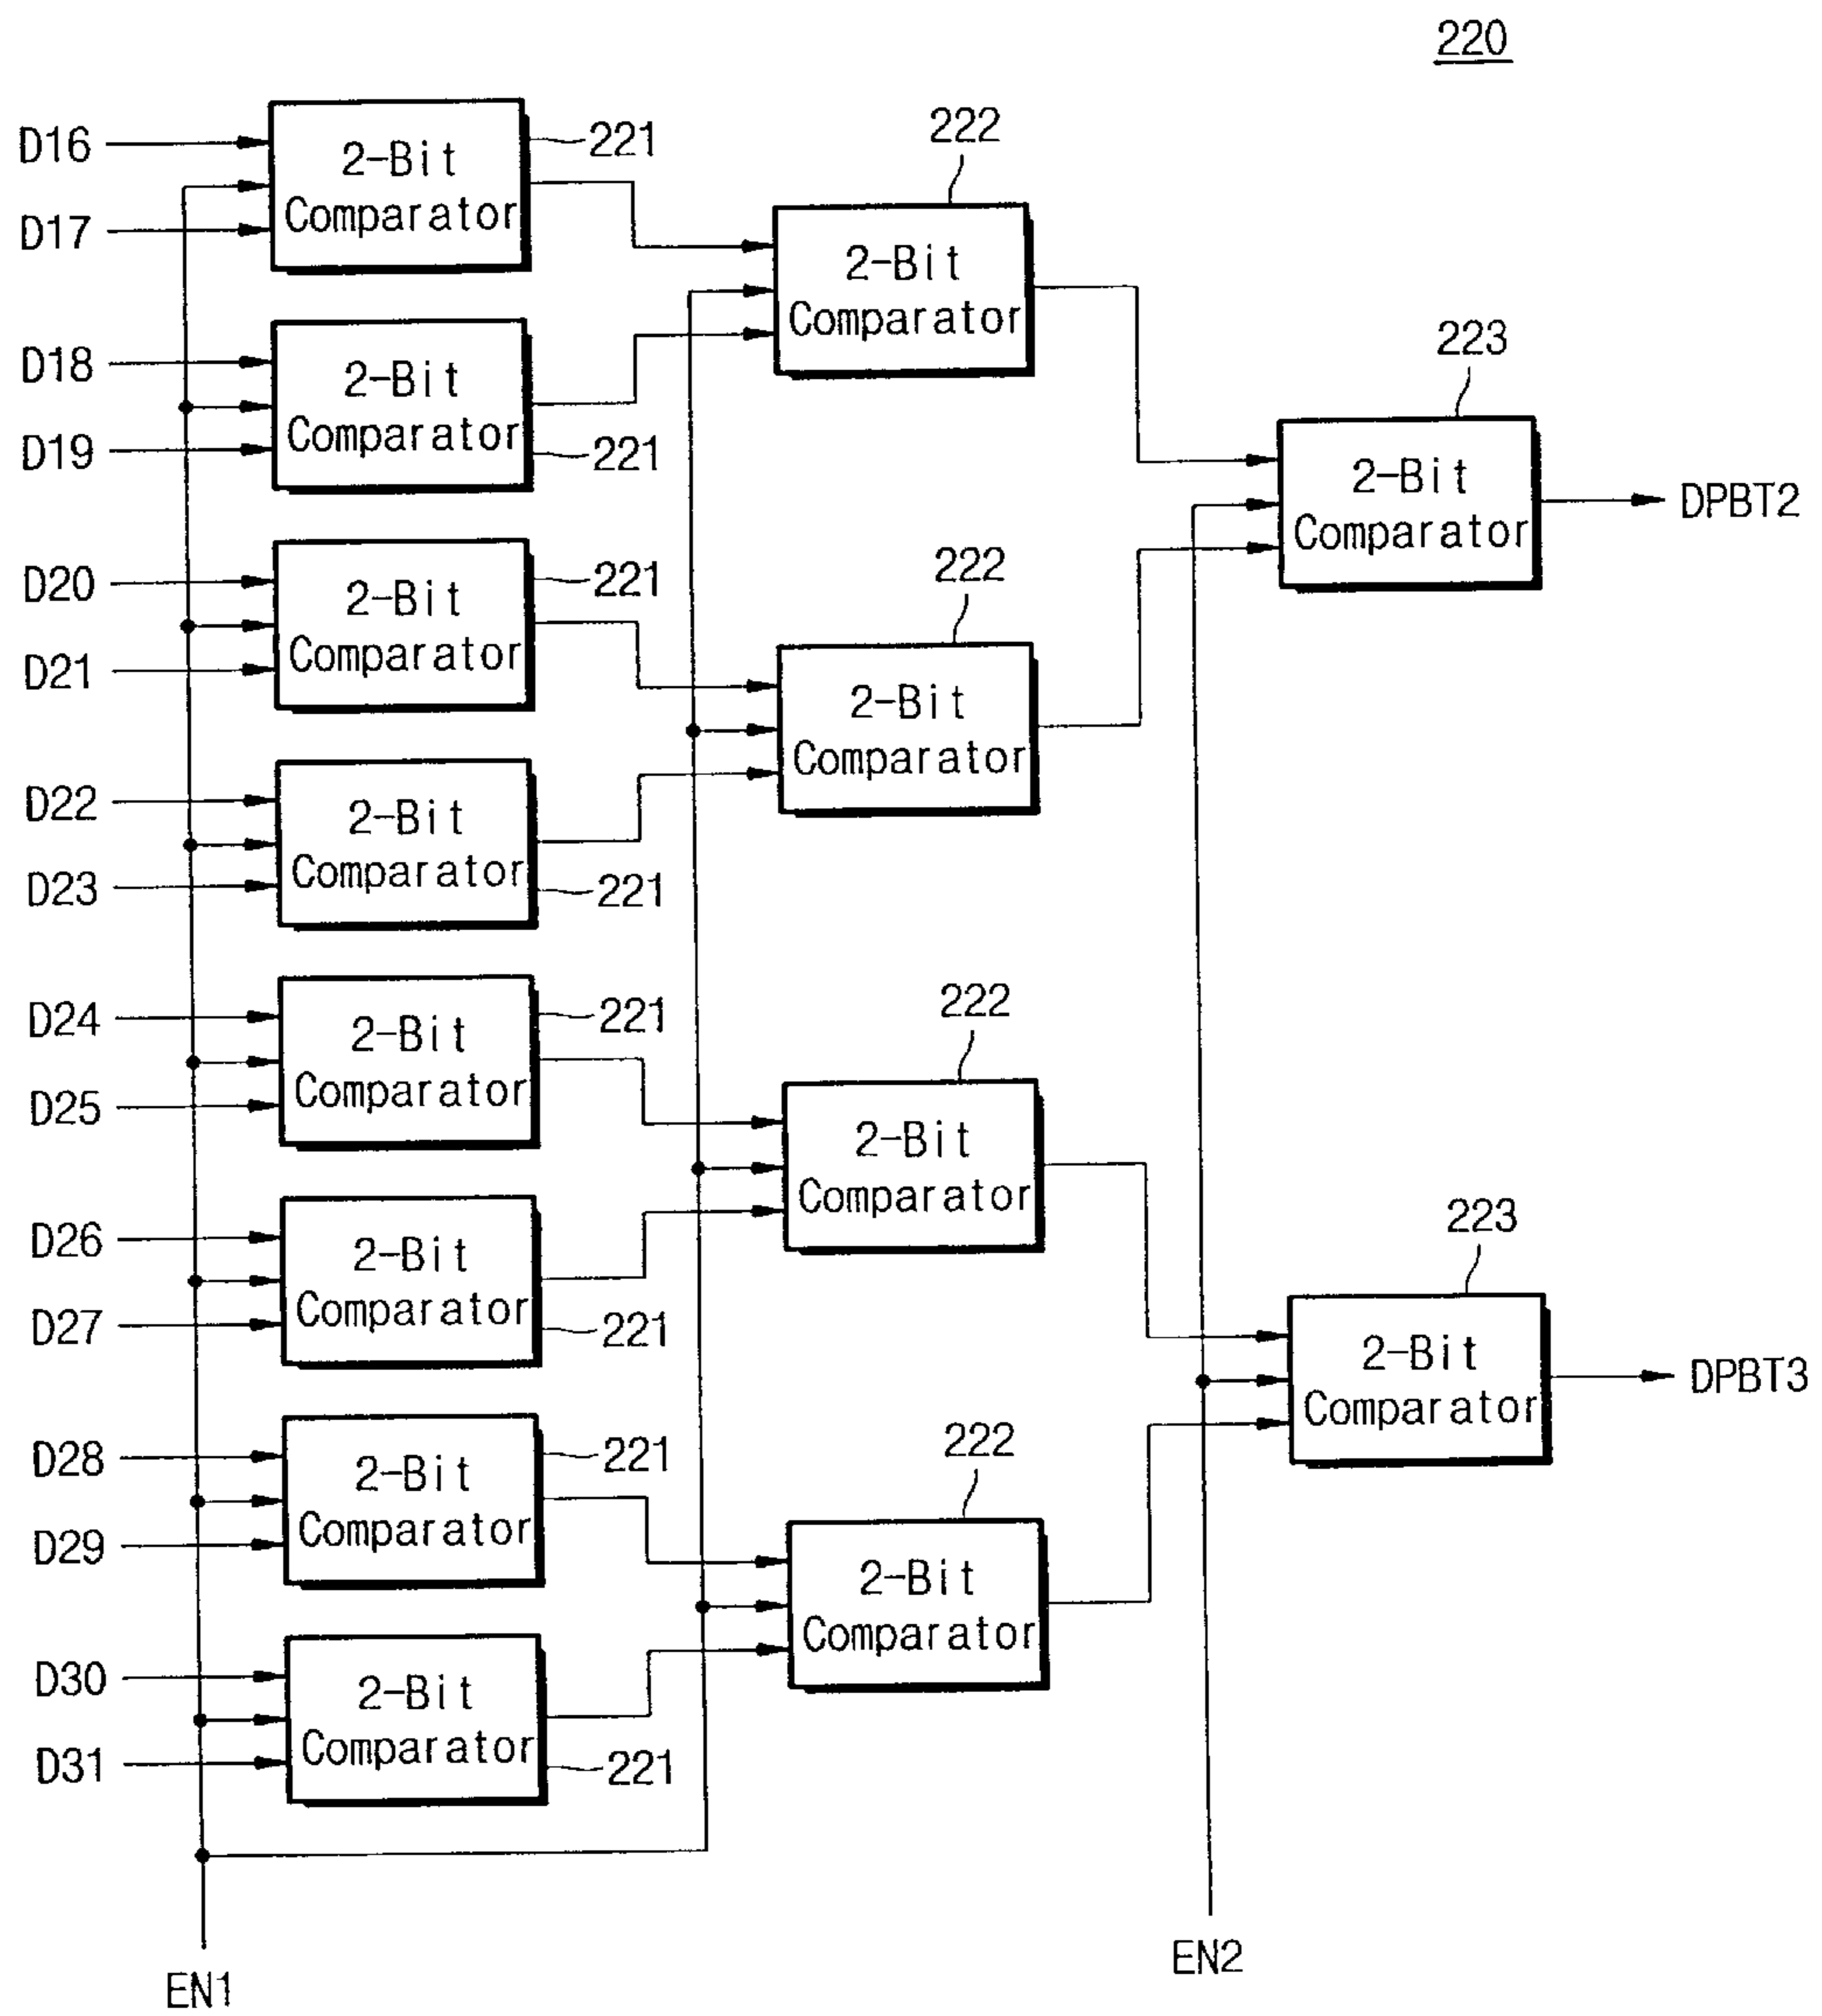 220
D16
D17
2-Bit
Comparator
221
D18
D19
2-Bit
Comparator
221
D20
D21
2-Bit
Comparator
221
D22
D23
2-Bit
Comparator
221
D24
D25
2-Bit
Comparator
221
D26
D27
2-Bit
Comparator
221
D28
D29
2-Bit
Comparator
221
D30
D31
2-Bit
Comparator
221
222
2-Bit
Comparator
222
2-Bit
Comparator
222
2-Bit
Comparator
222
2-Bit
Comparator
223
2-Bit
Comparator
DPBT2
223
2-Bit
Comparator
DPBT3
EN1
EN2